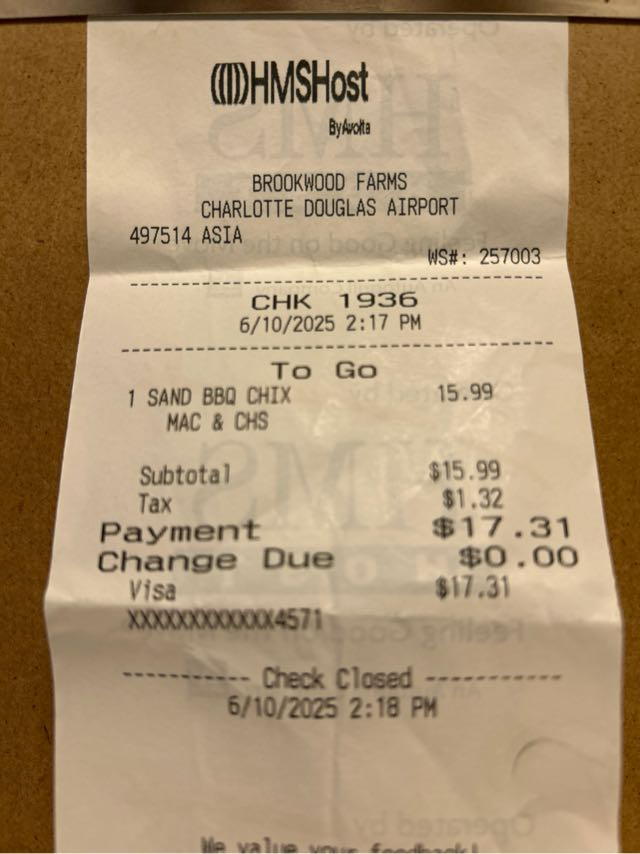 HMSHost
By Avolta
BROOKWOOD FARMS
CHARLOTTE DOUGLAS AIRPORT
497514 ASIA
WS#: 257003
CHK 1936
6/10/2025 2:17 PM
To Go
1 SAND BBQ CHIX 15.99
MAC & CHS
Subtotal $15.99
Tax $1.32
Payment $17.31
Change Due $0.00
Visa $17.31
XXXXXXXXXXXX4571
----------- Check Closed ------------
6/10/2025 2:18 PM
We value your feedback!